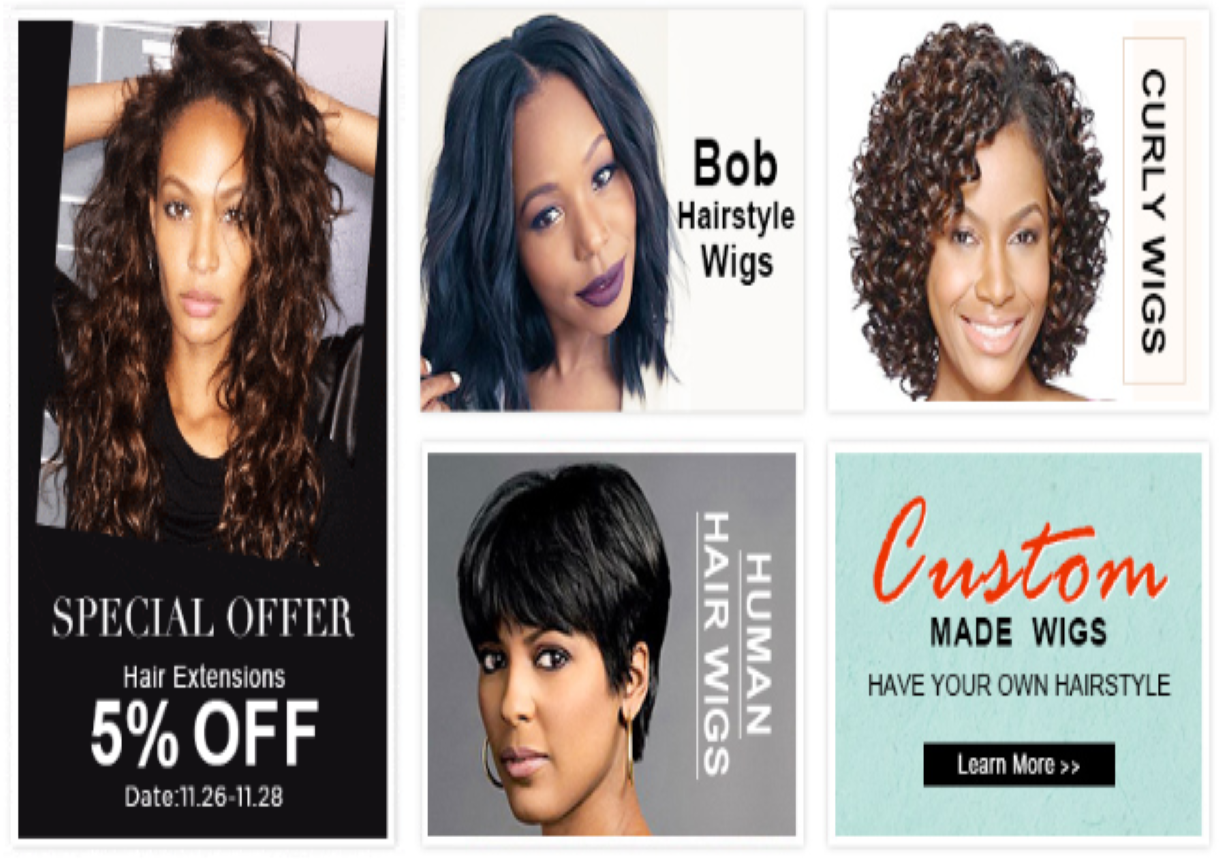 SPECIAL OFFER
Hair Extensions
5% OFF
Date:11.26-11.28
Bob
Hairstyle
Wigs
CURLY WIGS
HUMAN
HAIR WIGS
Custom
MADE WIGS
HAVE YOUR OWN HAIRSTYLE
Learn More >>